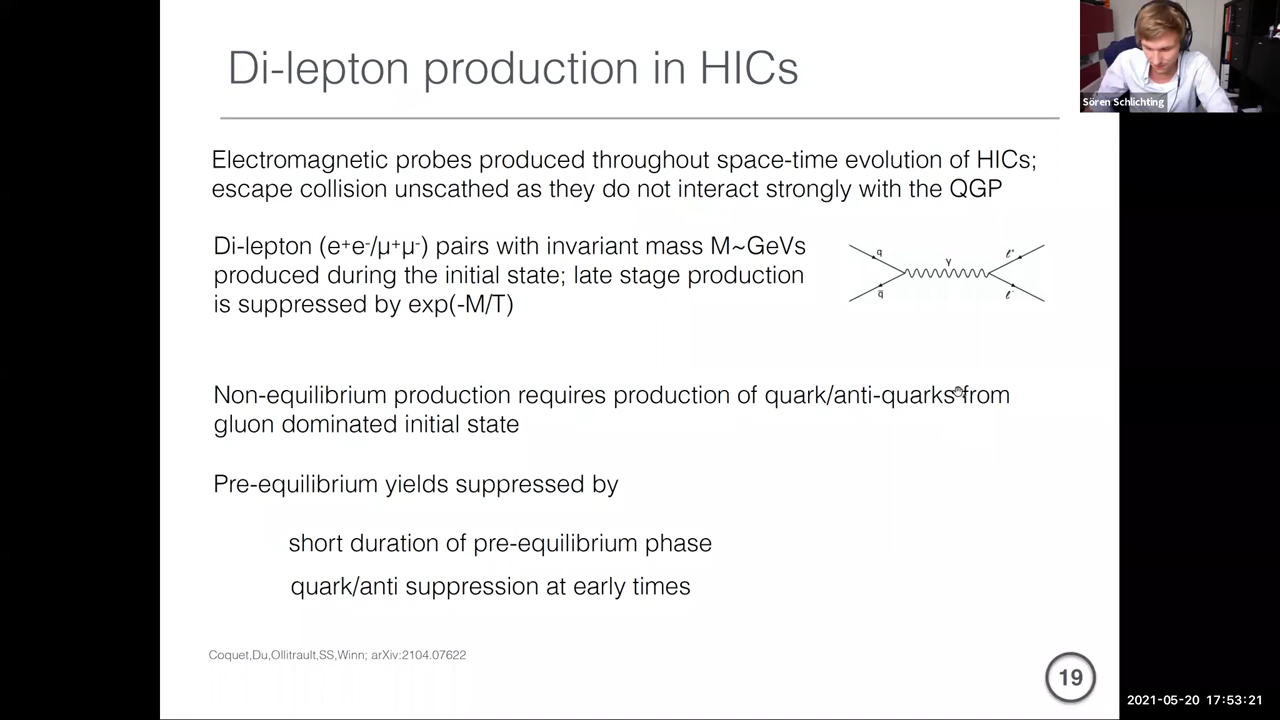 Di-lepton production in HICs
Sören Schlichting
Electromagnetic probes produced throughout space-time evolution of HICs;
escape collision unscathed as they do not interact strongly with the QGP
Di-lepton (e⁺e⁻/μ⁺μ⁻) pairs with invariant mass M~GeVs
produced during the initial state; late stage production
is suppressed by exp(-M/T)
q γ ℓ⁺
q̅ ℓ⁻
Non-equilibrium production requires production of quark/anti-quarks from
gluon dominated initial state
Pre-equilibrium yields suppressed by
short duration of pre-equilibrium phase
quark/anti suppression at early times
Coquet,Du,Ollitrault,SS,Winn; arXiv:2104.07622
19
2021-05-20 17:53:21